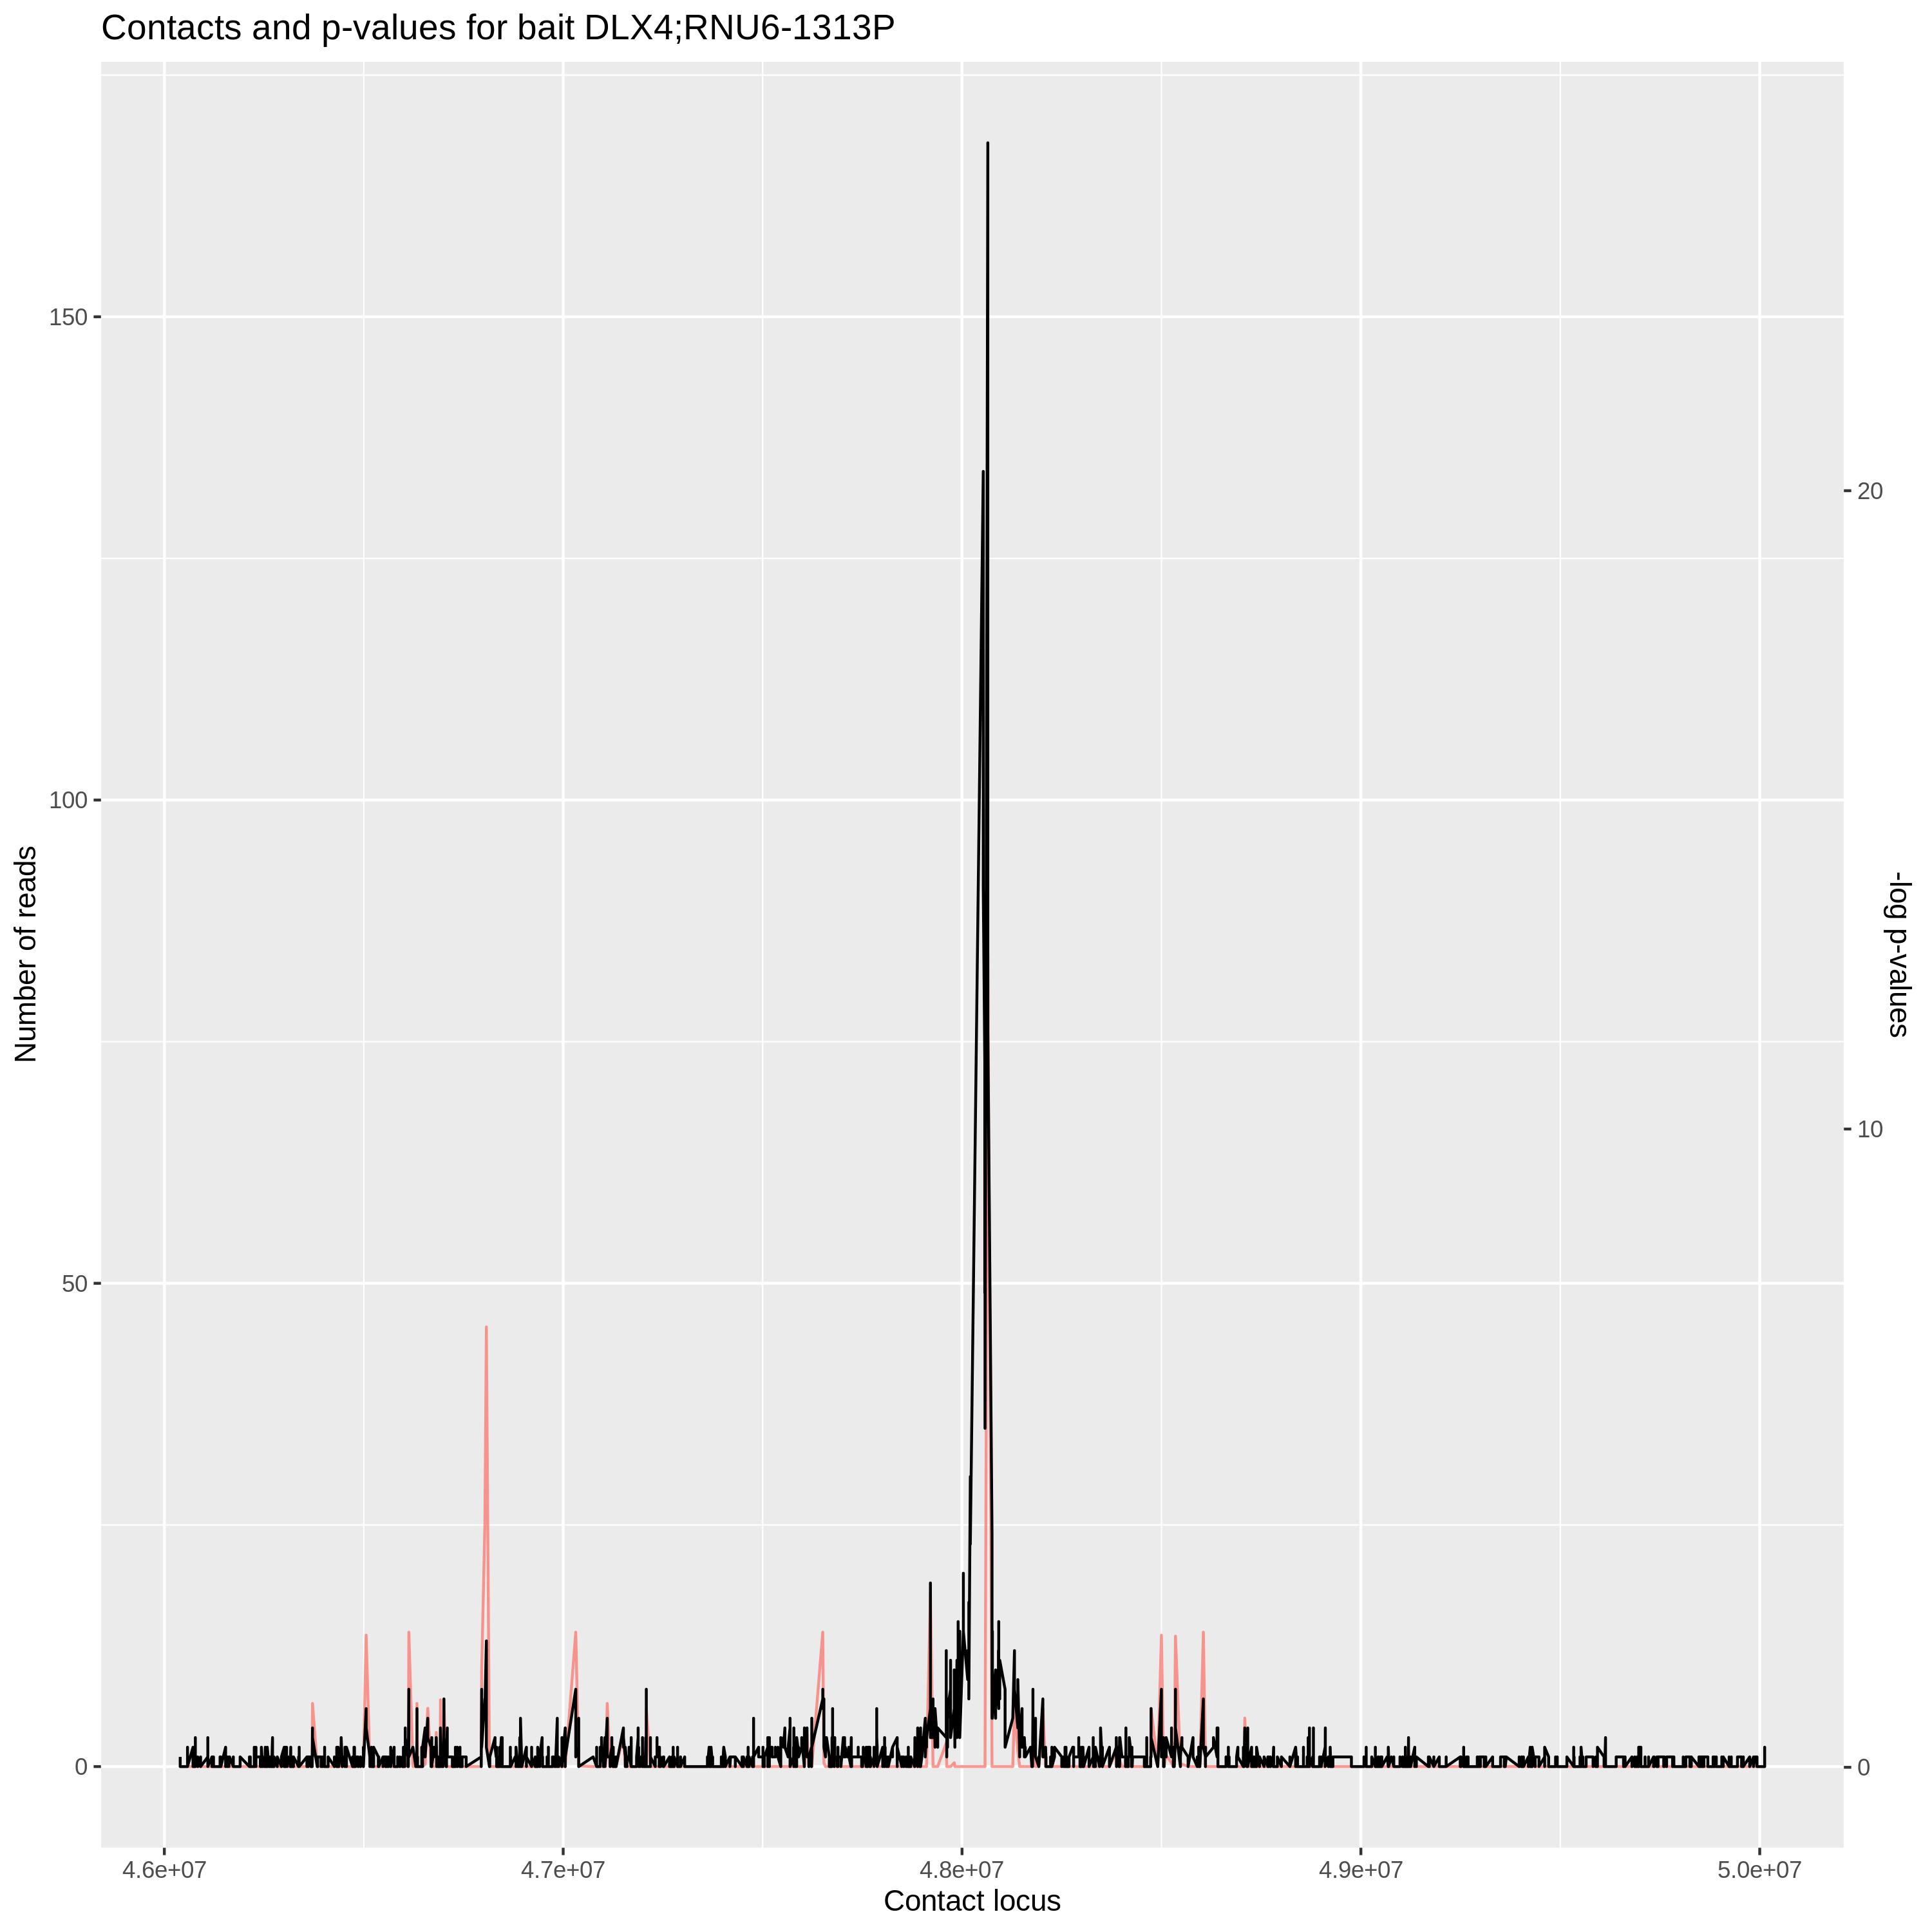 Contacts and p-values for bait DLX4;RNU6-1313P
150
100
50
0
Number of reads
20
10
0
-log p-values
4.6e+07
4.7e+07
4.8e+07
4.9e+07
5.0e+07
Contact locus